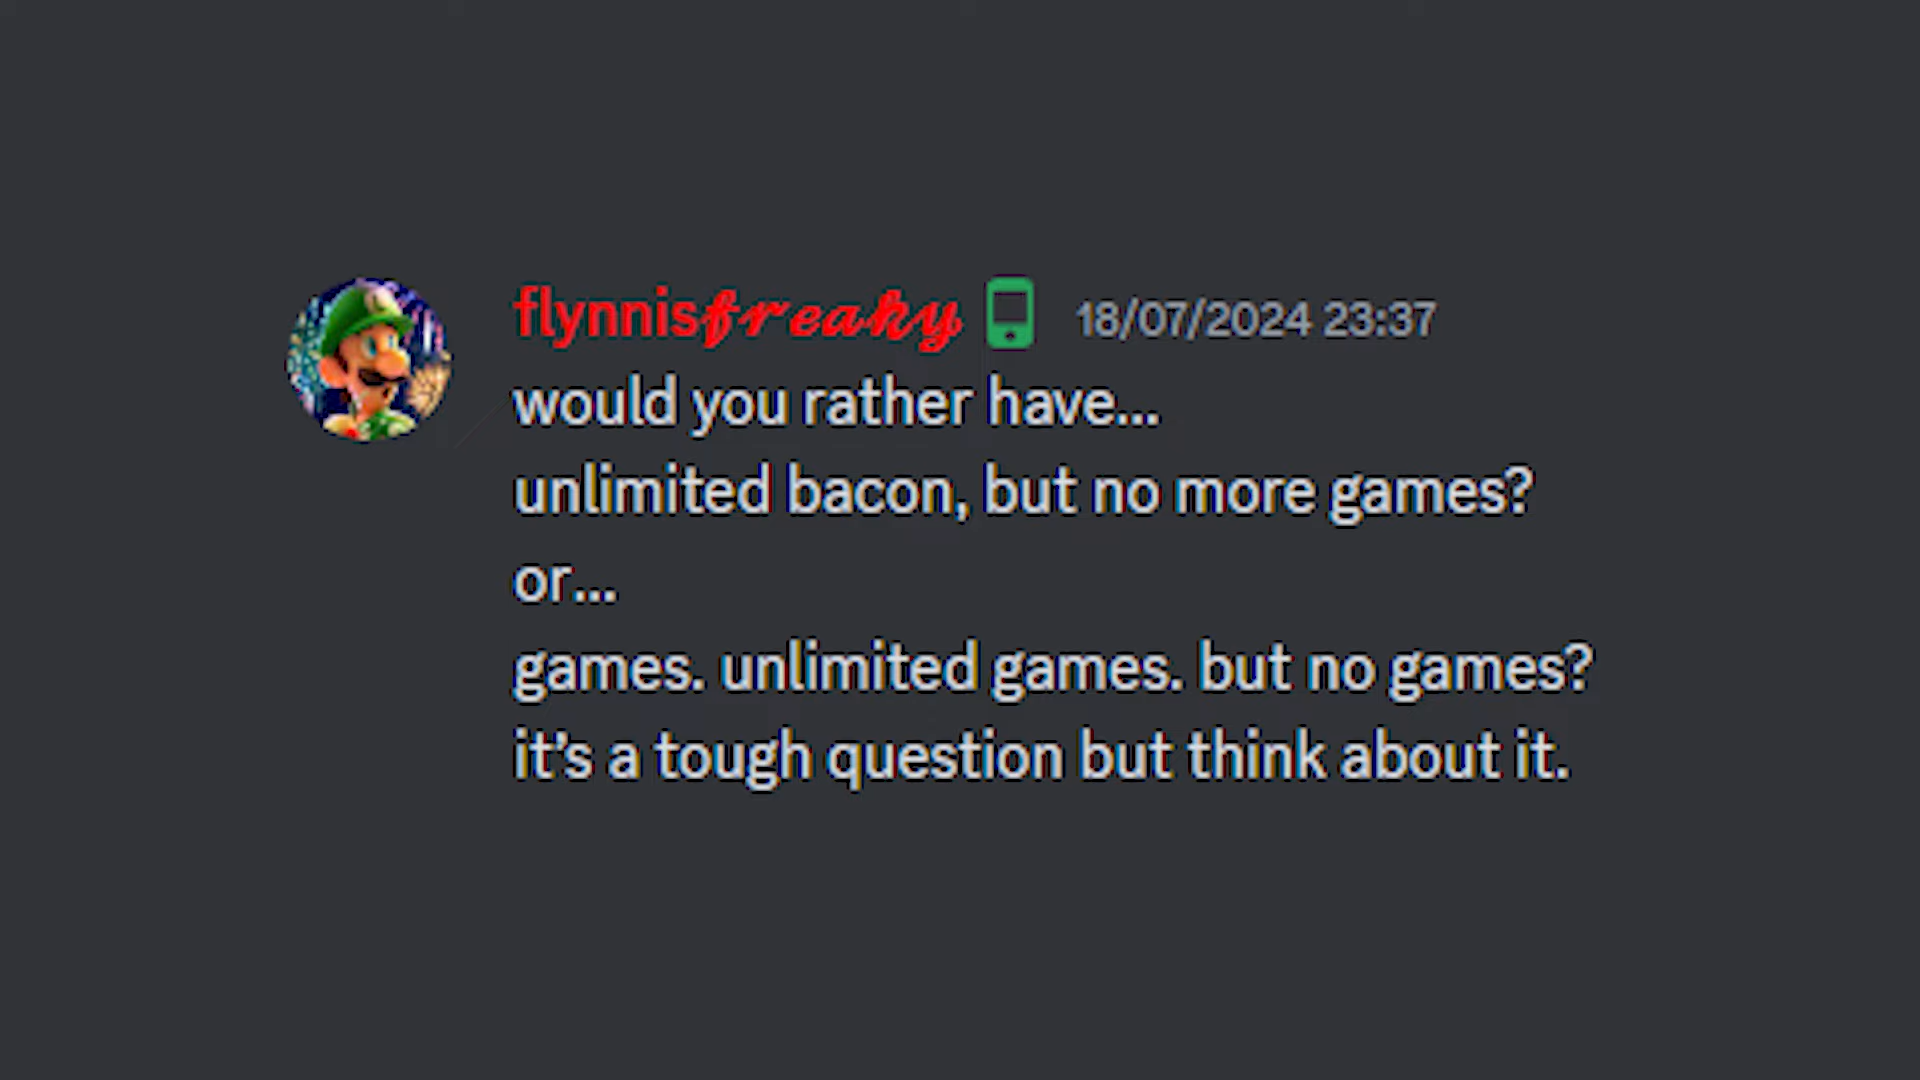 flynnis𝓯𝓻𝓮𝓪𝓴𝔂 18/07/2024 23:37
would you rather have...
unlimited bacon, but no more games?
or...
games. unlimited games. but no games?
it’s a tough question but think about it.